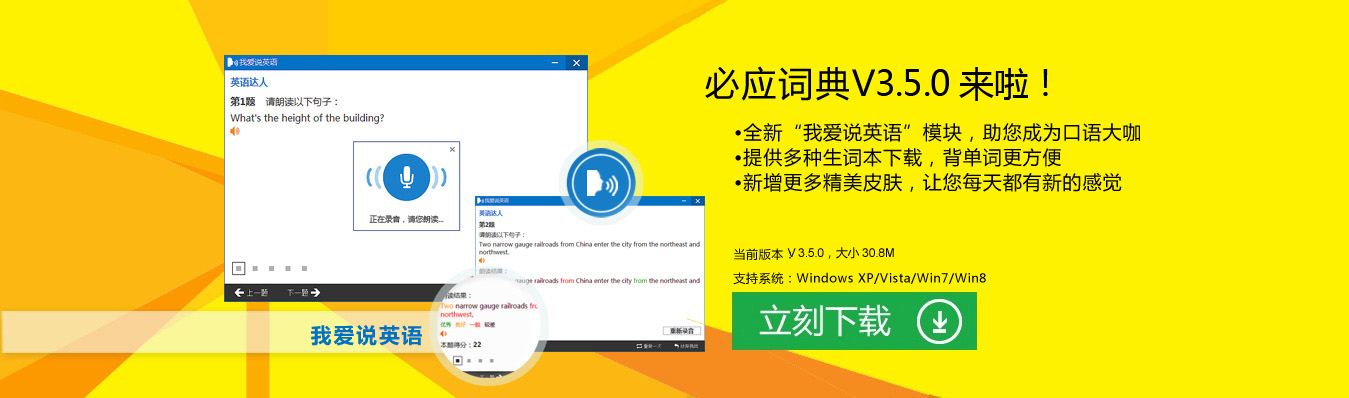 我爱说英语
英语达人
第1题 请朗读以下句子：
What's the height of the building?
正在录音，请您朗读...
上一题 下一题
我爱说英语
我爱说英语
英语达人
第2题
请朗读以下句子：
Two narrow gauge railroads from China enter the city from the northeast and
northwest.
朗读结果：
gauge railroads from China enter the city from the northeast and
重新录音
朗读结果：
Two narrow gauge railroads
northwest.
优秀 良好 一般 较差
本题得分：22
下一题
必应词典V3.5.0 来啦！
•全新“我爱说英语”模块，助您成为口语大咖
•提供多种生词本下载，背单词更方便
•新增更多精美皮肤，让您每天都有新的感觉
当前版本 V 3.5.0，大小 30.8M
支持系统：Windows XP/Vista/Win7/Win8
立刻下载